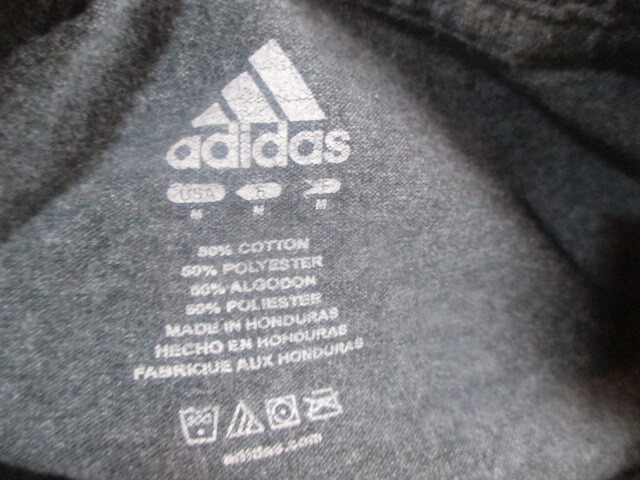 adidas
USA F J
M M M
50% COTTON
50% POLYESTER
50% ALGODON
50% POLIESTER
MADE IN HONDURAS
HECHO EN HONDURAS
FABRIQUE AUX HONDURAS
adidas.com